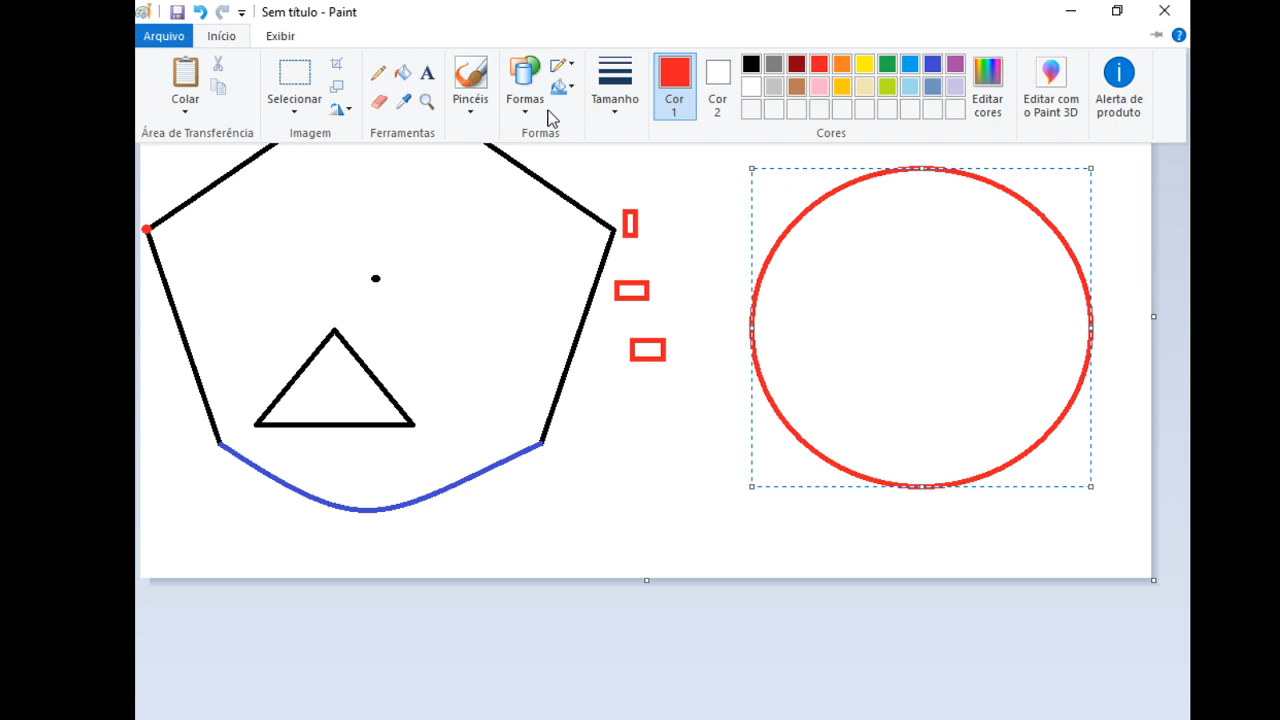 Sem título - Paint
Arquivo Início Exibir
Colar
Selecionar
Pincéis
Formas
Tamanho
Cor 1
Cor 2
Editar cores
Editar com o Paint 3D
Alerta de produto
Área de Transferência Imagem Ferramentas Formas Cores